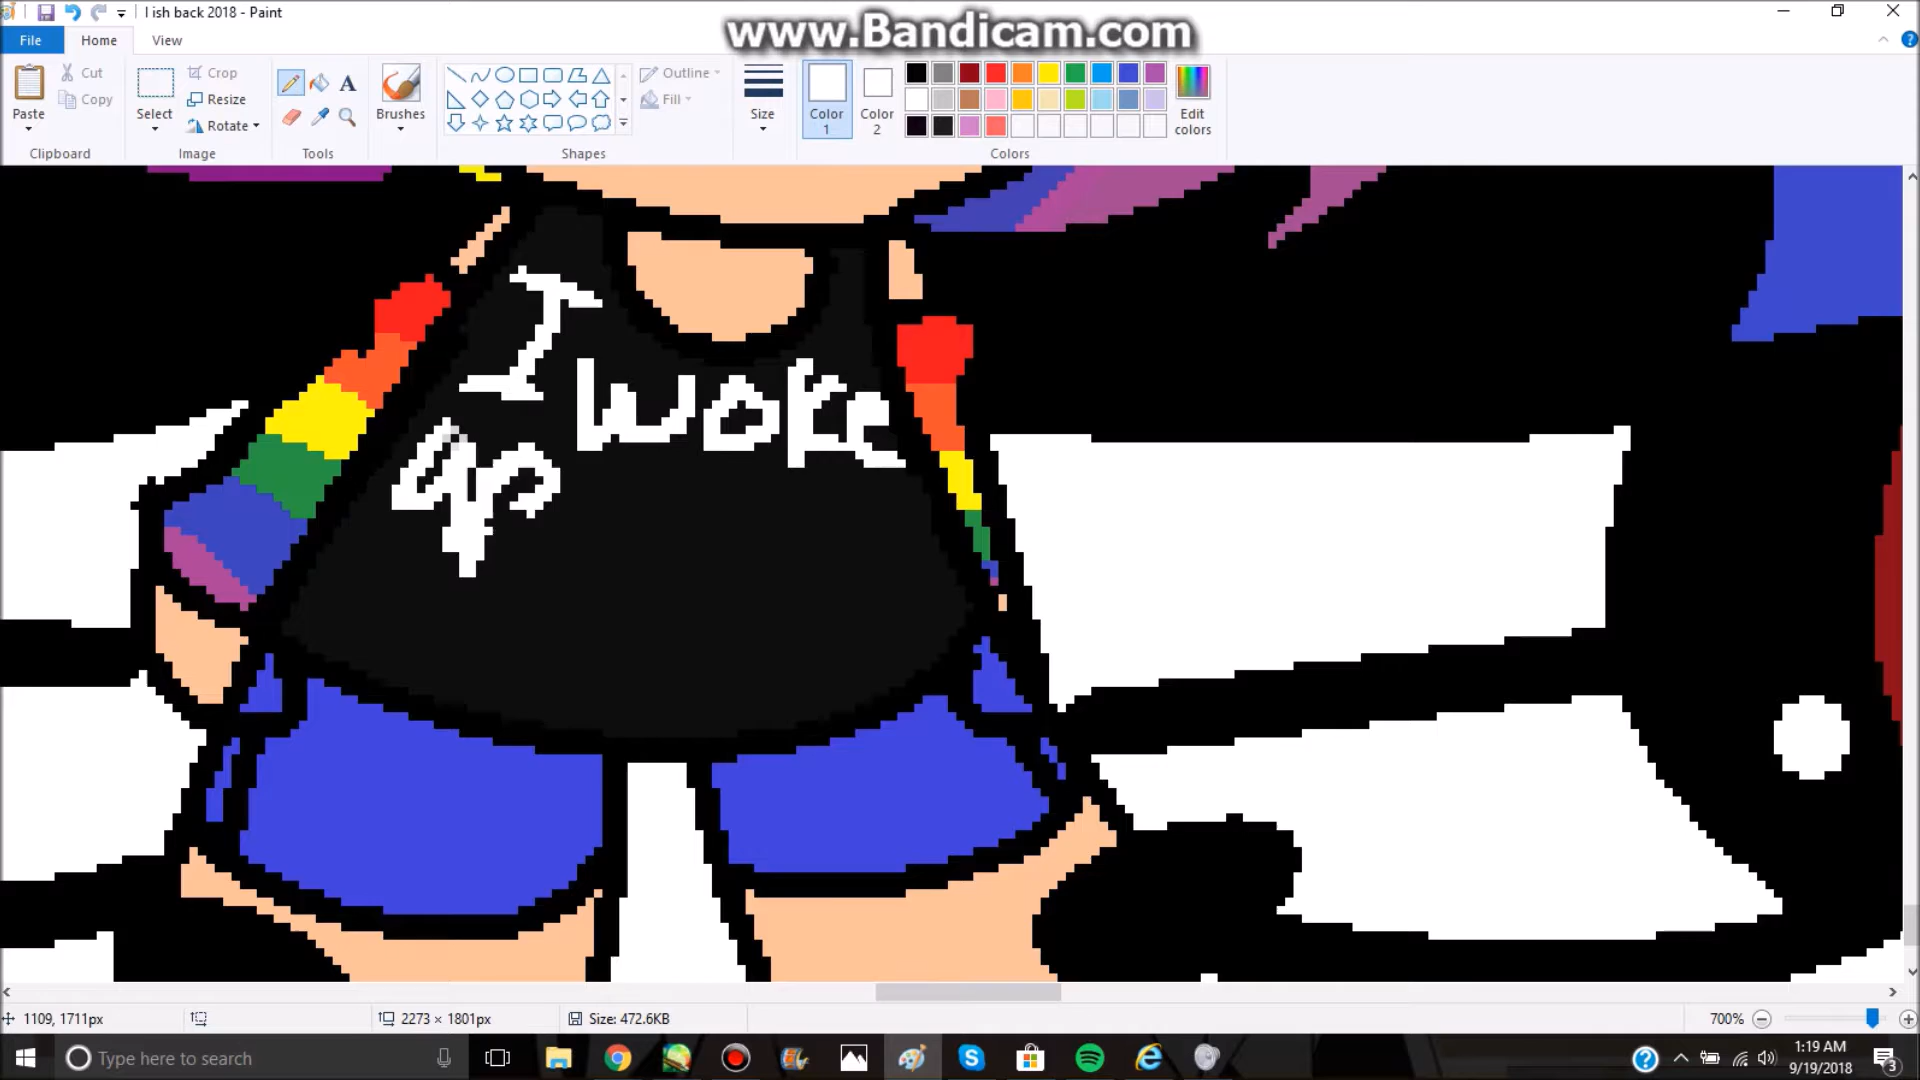 I ish back 2018 - Paint
www.Bandicam.com
File Home View
Paste
Cut
Copy
Clipboard
Select
Crop
Resize
Rotate
Image
Tools
Brushes
Shapes
Outline
Fill
Size
Color 1
Color 2
Edit colors
Colors
I
woke
up
1109, 1711px
2273 × 1801px
Size: 472.6KB
700%
Type here to search
1:19 AM
9/19/2018
3